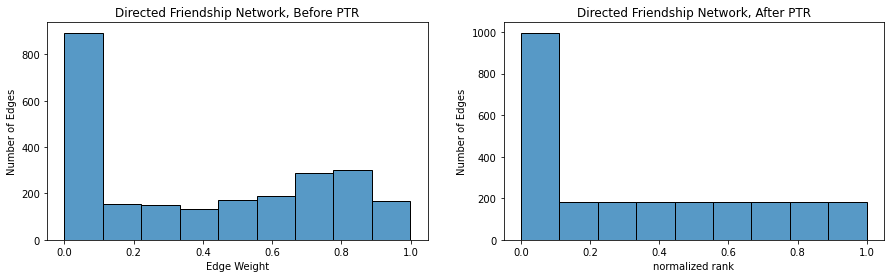 Directed Friendship Network, Before PTR
Number of Edges
800
600
400
200
0
0.0 0.2 0.4 0.6 0.8 1.0
Edge Weight
Directed Friendship Network, After PTR
Number of Edges
1000
800
600
400
200
0
0.0 0.2 0.4 0.6 0.8 1.0
normalized rank